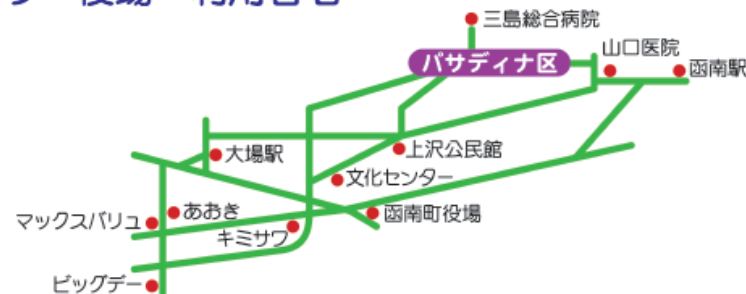 三島総合病院
山口医院
パサディナ区
函南駅
大場駅
上沢公民館
文化センター
あおき
函南町役場
マックスバリュ
キミサワ
ビッグデー